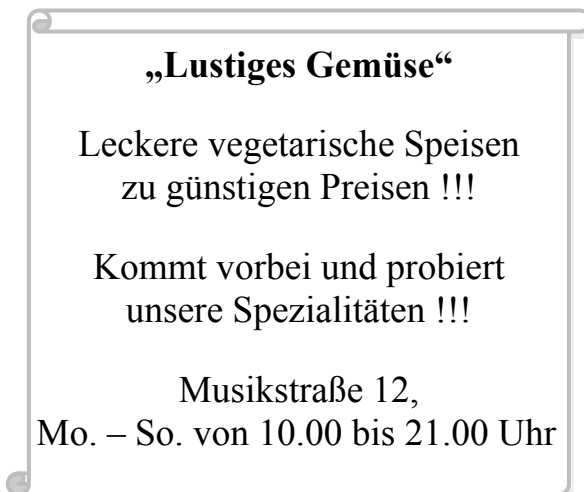 „Lustiges Gemüse“
Leckere vegetarische Speisen
zu günstigen Preisen !!!
Kommt vorbei und probiert
unsere Spezialitäten !!!
Musikstraße 12,
Mo. – So. von 10.00 bis 21.00 Uhr